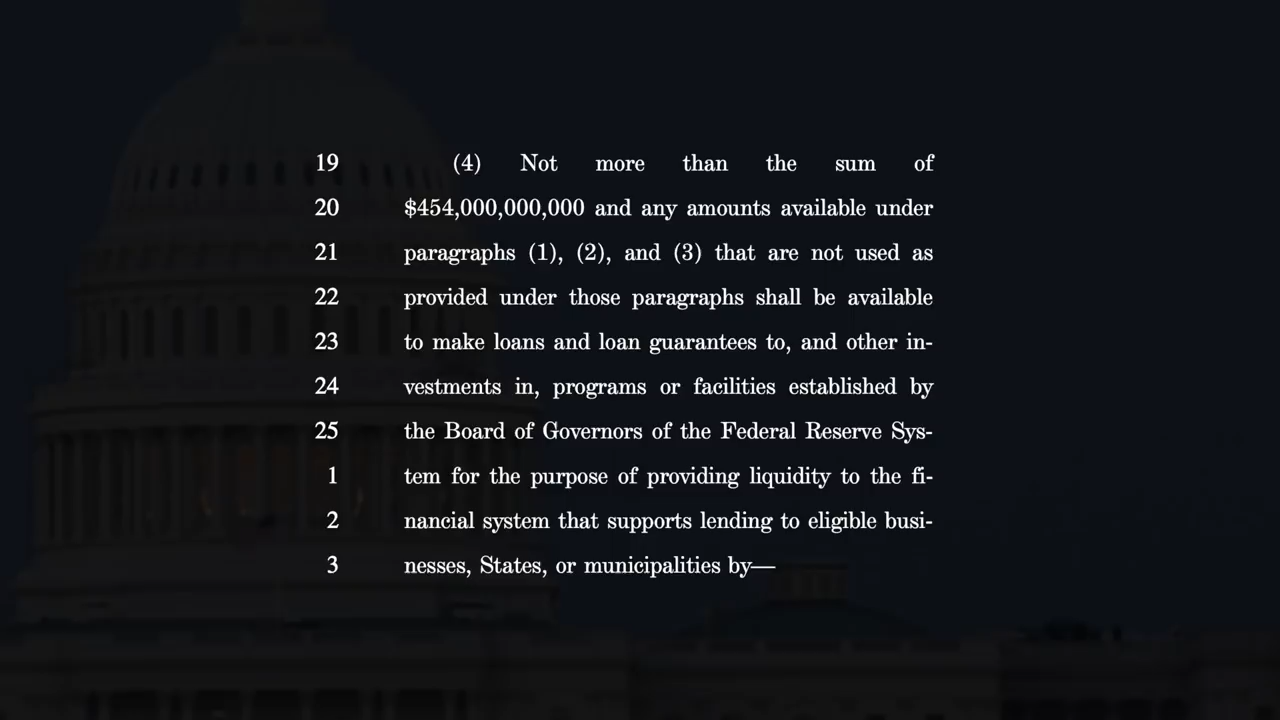 19 (4) Not more than the sum of
20 $454,000,000,000 and any amounts available under
21 paragraphs (1), (2), and (3) that are not used as
22 provided under those paragraphs shall be available
23 to make loans and loan guarantees to, and other in-
24 vestments in, programs or facilities established by
25 the Board of Governors of the Federal Reserve Sys-
1 tem for the purpose of providing liquidity to the fi-
2 nancial system that supports lending to eligible busi-
3 nesses, States, or municipalities by—